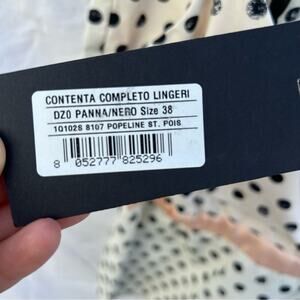 CONTENTA COMPLETO LINGERI
DZ0 PANNA/NERO Size 38
1Q102S 8107 POPELINE ST. POIS
8 052777 825296